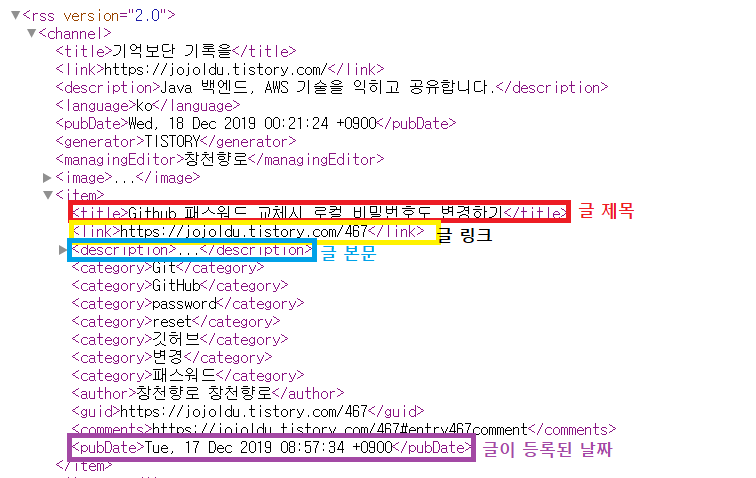 ▼<rss version="2.0">
▼<channel>
<title>기억보단 기록을</title>
<link>https://jojoldu.tistory.com/</link>
<description>Java 백엔드, AWS 기술을 익히고 공유합니다.</description>
<language>ko</language>
<pubDate>Wed, 18 Dec 2019 00:21:24 +0900</pubDate>
<generator>TISTORY</generator>
<managingEditor>창천향로</managingEditor>
▶<image>...</image>
▼<item>
<title>Github 패스워드 교체시 로컬 비밀번호도 변경하기</title> 글 제목
<link>https://jojoldu.tistory.com/467</link> 글 링크
▶<description>...</description> 글 본문
<category>Git</category>
<category>GitHub</category>
<category>password</category>
<category>reset</category>
<category>깃허브</category>
<category>변경</category>
<category>패스워드</category>
<author>창천향로 창천향로</author>
<guid>https://jojoldu.tistory.com/467</guid>
<comments>https://jojoldu.tistory.com/467#entry467comment</comments>
<pubDate>Tue, 17 Dec 2019 08:57:34 +0900</pubDate> 글이 등록된 날짜
</item>